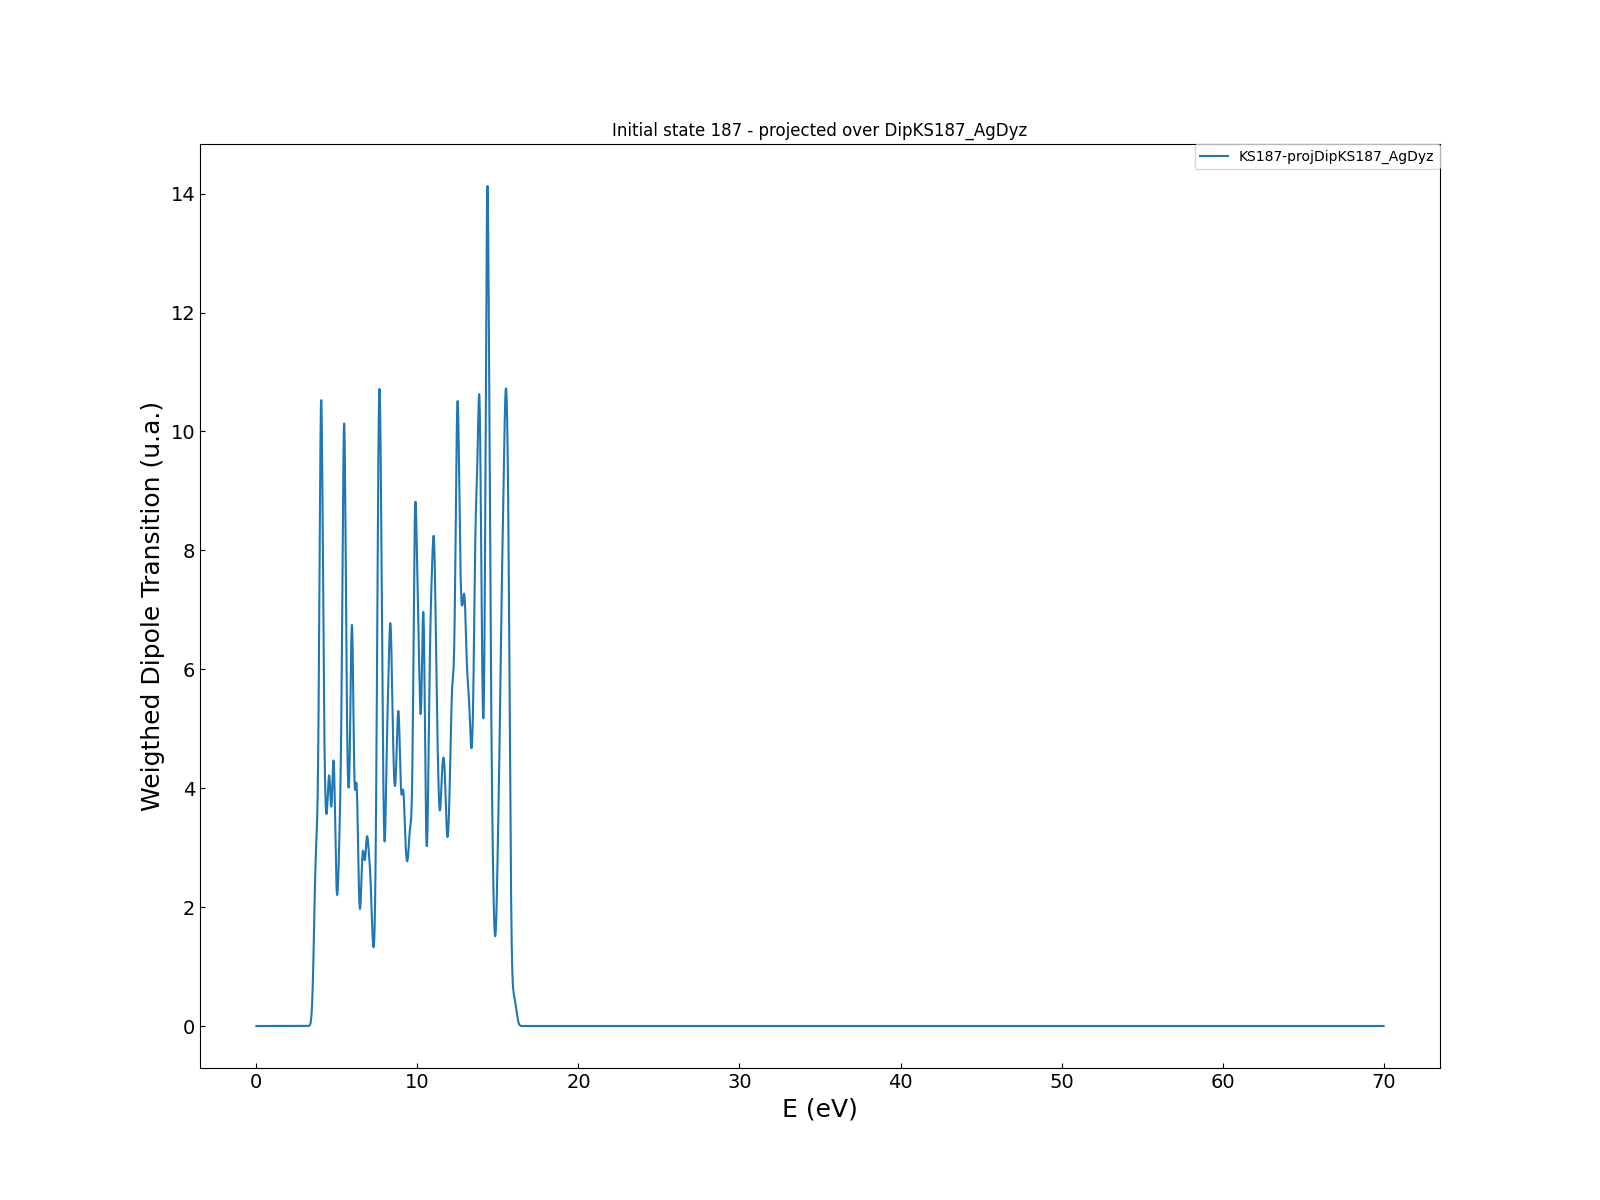 Initial state 187 - projected over DipKS187_AgDyz
KS187-projDipKS187_AgDyz
Weigthed Dipole Transition (u.a.)
14
12
10
8
6
4
2
0
0 10 20 30 40 50 60 70
E (eV)